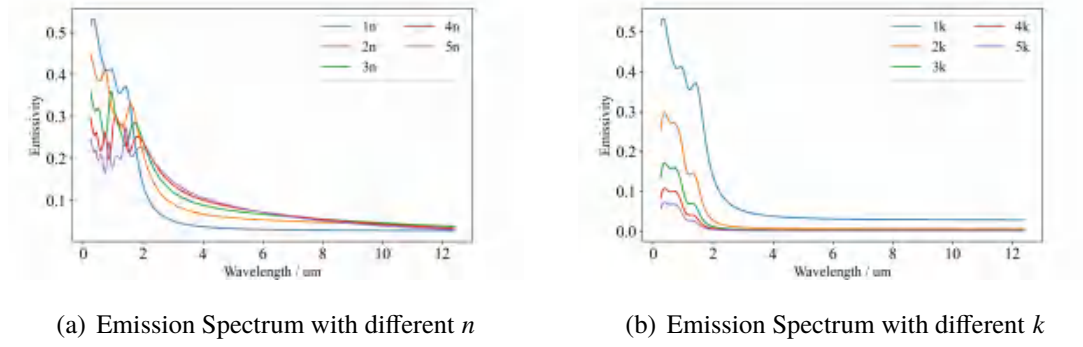 0.5
0.4
0.3
0.2
0.1
Emissivity
1n
2n
3n
4n
5n
0 2 4 6 8 10 12
Wavelength / um
(a) Emission Spectrum with different n
0.5
0.4
0.3
0.2
0.1
0.0
Emissivity
1k
2k
3k
4k
5k
0 2 4 6 8 10 12
Wavelength / um
(b) Emission Spectrum with different k